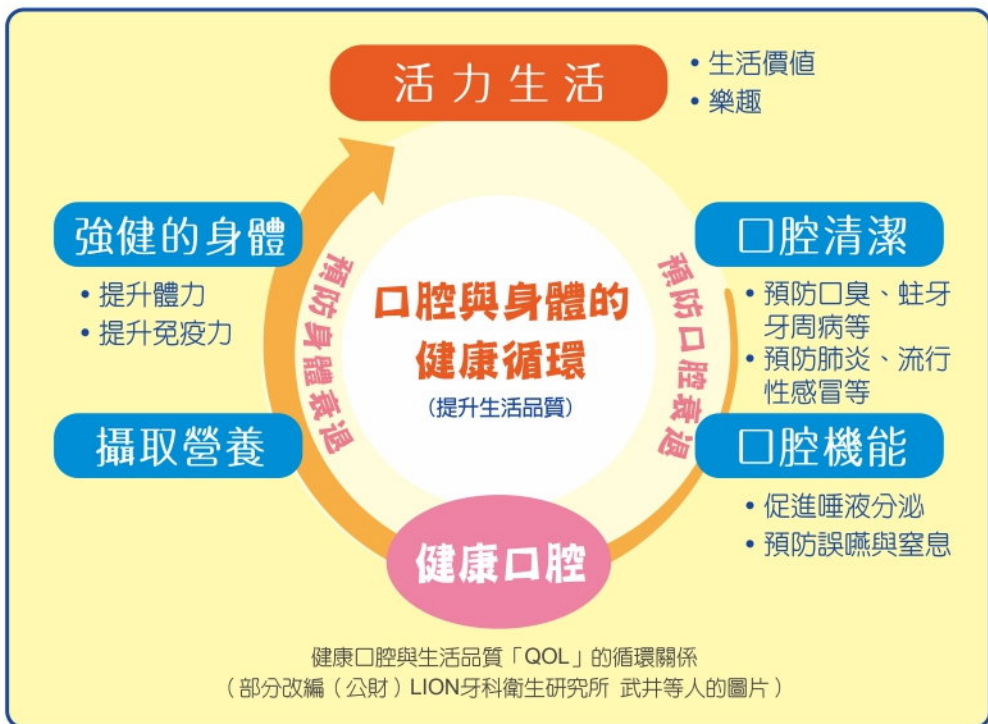 活力生活
• 生活價值
• 樂趣
強健的身體
• 提升體力
• 提升免疫力
攝取營養
預防身體衰退
口腔與身體的
健康循環
(提升生活品質)
預防口腔衰退
口腔清潔
• 預防口臭、蛀牙
牙周病等
• 預防肺炎、流行
性感冒等
口腔機能
• 促進唾液分泌
• 預防誤嚥與窒息
健康口腔
健康口腔與生活品質「QOL」的循環關係
(部分改編(公財)LION牙科衛生研究所 武井等人的圖片)